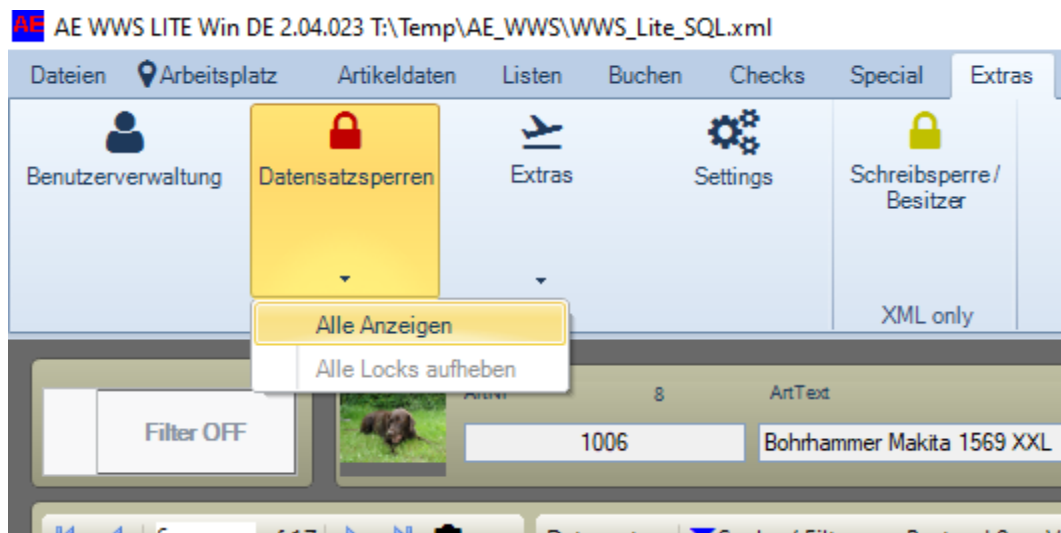 AE AE WWS LITE Win DE 2.04.023 T:\Temp\AE_WWS\WWS_Lite_SQL.xml
Dateien Arbeitsplatz Artikeldaten Listen Buchen Checks Special Extras
Benutzerverwaltung Datensatzsperren Extras Settings Schreibsperre /
Besitzer
XML only
Alle Anzeigen
Alle Locks aufheben
Filter OFF
ArtNr 8 ArtText
1006 Bohrhammer Makita 1569 XXL